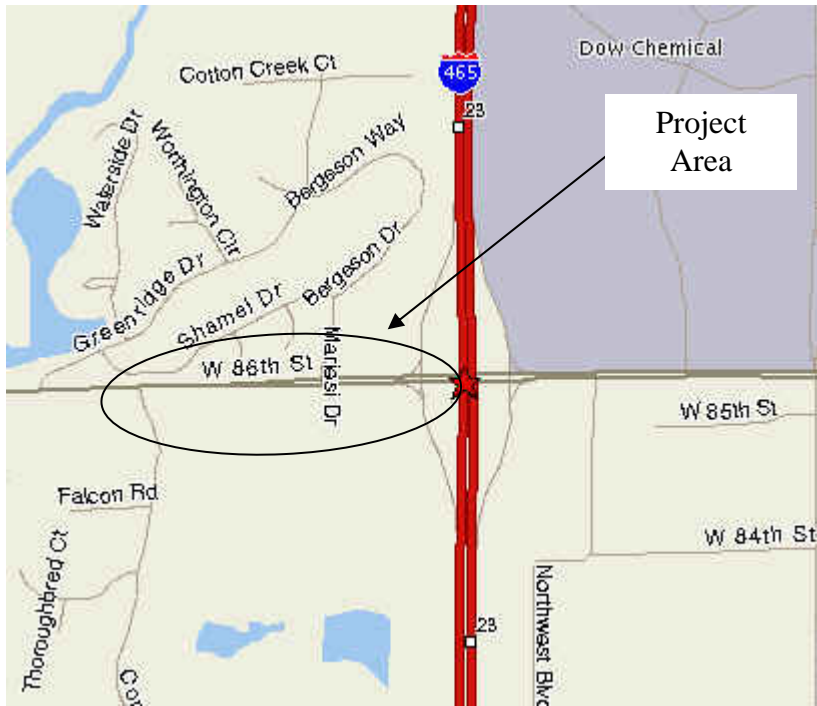 Dow Chemical
Cotton Creek Ct
465
23
Project
Area
Waterside Dr
Worthington Cir
Bergeson Way
Greenridge Dr
Shamel Dr
Bergeson Dr
W 86th St
Mariesi Dr
W 85th St
Falcon Rd
W 84th St
Thoroughbred Ct
Northwest Blvd
23